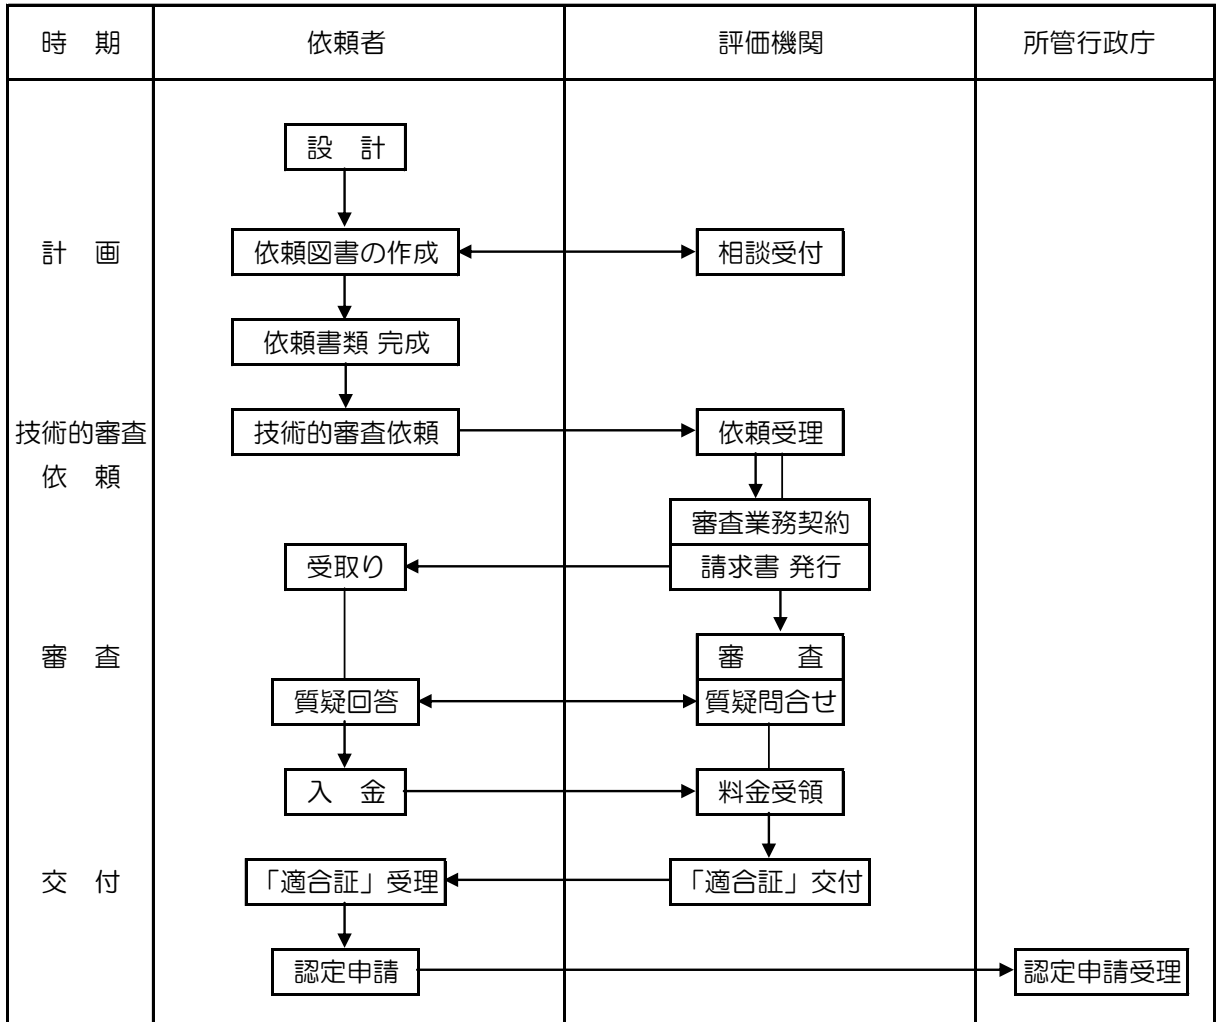 時　期
依頼者
評価機関
所管行政庁
設　計
計　画
依頼図書の作成
相談受付
依頼書類 完成
技術的審査
依　頼
技術的審査依頼
依頼受理
審査業務契約
受取り
請求書 発行
審　査
審　　査
質疑回答
質疑問合せ
入　金
料金受領
交　付
「適合証」受理
「適合証」交付
認定申請
認定申請受理